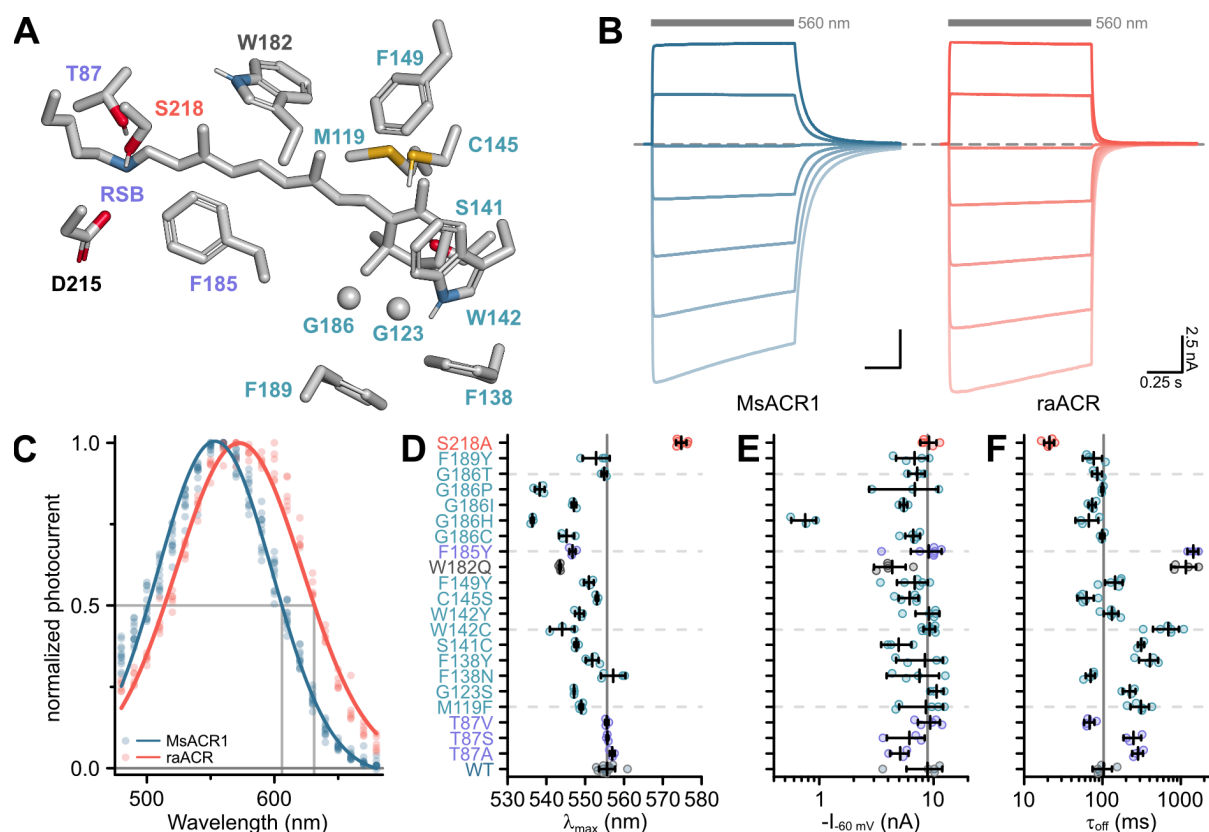 A
W182
F149
T87
S218
M119
C145
RSB
S141
D215
F185
G186
G123
W142
F189
F138
B
560 nm
560 nm
2.5 nA
0.25 s
MsACR1
raACR
C
normalized photocurrent
1.0
0.5
0.0
MsACR1
raACR
500
600
Wavelength (nm)
D
S218A
F189Y
G186T
G186P
G186I
G186H
G186C
F185Y
W182Q
F149Y
C145S
W142Y
W142C
S141C
F138Y
F138N
G123S
M119F
T87V
T87S
T87A
WT
530
540
550
560
570
580
λmax (nm)
E
1
10
-I-60 mV (nA)
F
10
100
1000
τoff (ms)